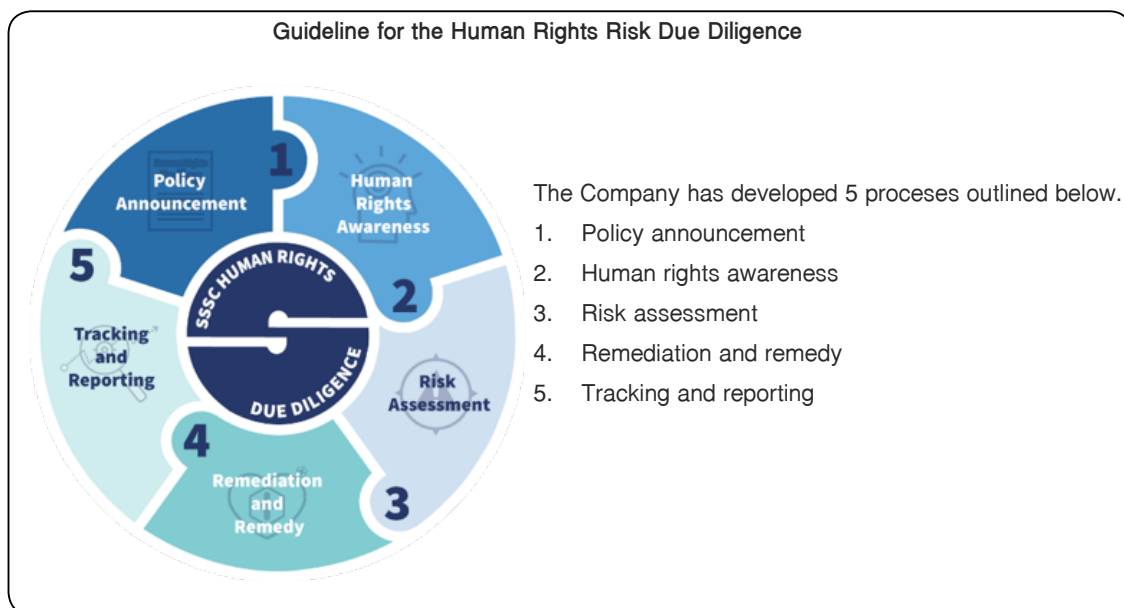 Guideline for the Human Rights Risk Due Diligence
1
Policy
Announcement
Human
Rights
Awareness
2
Risk
Assessment
3
Remediation
and
Remedy
4
Tracking
and
Reporting
5
SSSC HUMAN RIGHTS
DUE DILIGENCE
The Company has developed 5 proceses outlined below.
1. Policy announcement
2. Human rights awareness
3. Risk assessment
4. Remediation and remedy
5. Tracking and reporting